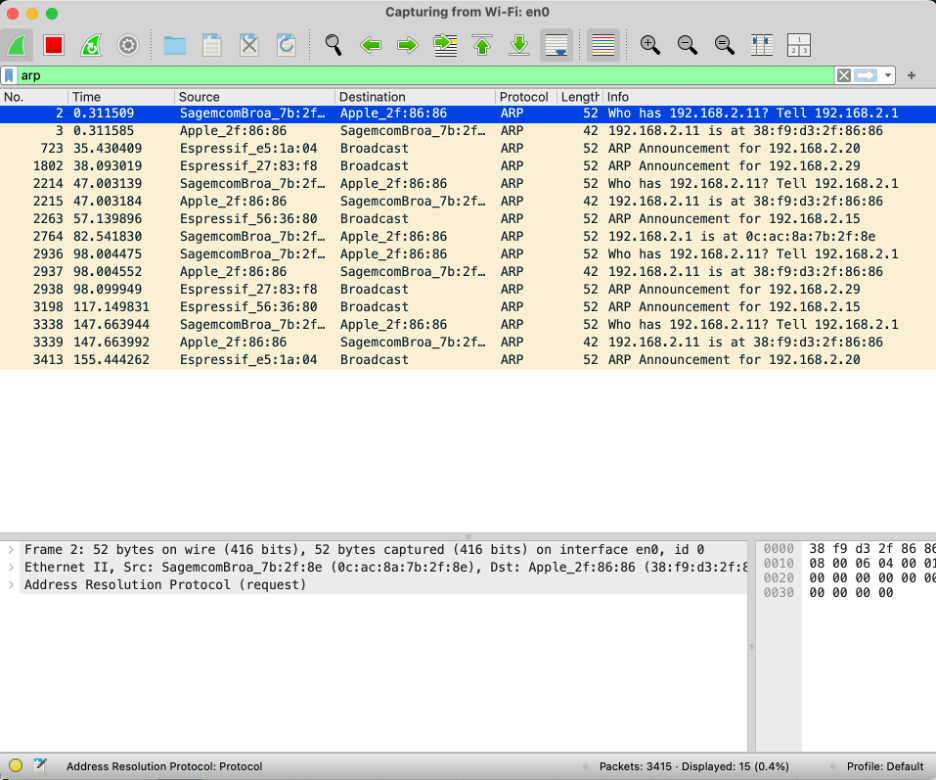 Capturing from Wi-Fi: en0
1
2 3
arp
No. Time Source Destination Protocol Length Info
2 0.311509 SagemcomBroa_7b:2f… Apple_2f:86:86 ARP 52 Who has 192.168.2.11? Tell 192.168.2.1
3 0.311585 Apple_2f:86:86 SagemcomBroa_7b:2f… ARP 42 192.168.2.11 is at 38:f9:d3:2f:86:86
723 35.430409 Espressif_e5:1a:04 Broadcast ARP 52 ARP Announcement for 192.168.2.20
1802 38.093019 Espressif_27:83:f8 Broadcast ARP 52 ARP Announcement for 192.168.2.29
2214 47.003139 SagemcomBroa_7b:2f… Apple_2f:86:86 ARP 52 Who has 192.168.2.11? Tell 192.168.2.1
2215 47.003184 Apple_2f:86:86 SagemcomBroa_7b:2f… ARP 42 192.168.2.11 is at 38:f9:d3:2f:86:86
2263 57.139896 Espressif_56:36:80 Broadcast ARP 52 ARP Announcement for 192.168.2.15
2764 82.541830 SagemcomBroa_7b:2f… Apple_2f:86:86 ARP 52 192.168.2.1 is at 0c:ac:8a:7b:2f:8e
2936 98.004475 SagemcomBroa_7b:2f… Apple_2f:86:86 ARP 52 Who has 192.168.2.11? Tell 192.168.2.1
2937 98.004552 Apple_2f:86:86 SagemcomBroa_7b:2f… ARP 42 192.168.2.11 is at 38:f9:d3:2f:86:86
2938 98.099949 Espressif_27:83:f8 Broadcast ARP 52 ARP Announcement for 192.168.2.29
3198 117.149831 Espressif_56:36:80 Broadcast ARP 52 ARP Announcement for 192.168.2.15
3338 147.663944 SagemcomBroa_7b:2f… Apple_2f:86:86 ARP 52 Who has 192.168.2.11? Tell 192.168.2.1
3339 147.663992 Apple_2f:86:86 SagemcomBroa_7b:2f… ARP 42 192.168.2.11 is at 38:f9:d3:2f:86:86
3413 155.444262 Espressif_e5:1a:04 Broadcast ARP 52 ARP Announcement for 192.168.2.20
Frame 2: 52 bytes on wire (416 bits), 52 bytes captured (416 bits) on interface en0, id 0
Ethernet II, Src: SagemcomBroa_7b:2f:8e (0c:ac:8a:7b:2f:8e), Dst: Apple_2f:86:86 (38:f9:d3:2f:8
Address Resolution Protocol (request)
0000 38 f9 d3 2f 86 86
0010 08 00 06 04 00 01
0020 00 00 00 00 00 00
0030 00 00 00 00
Address Resolution Protocol: Protocol
Packets: 3415 · Displayed: 15 (0.4%)
Profile: Default